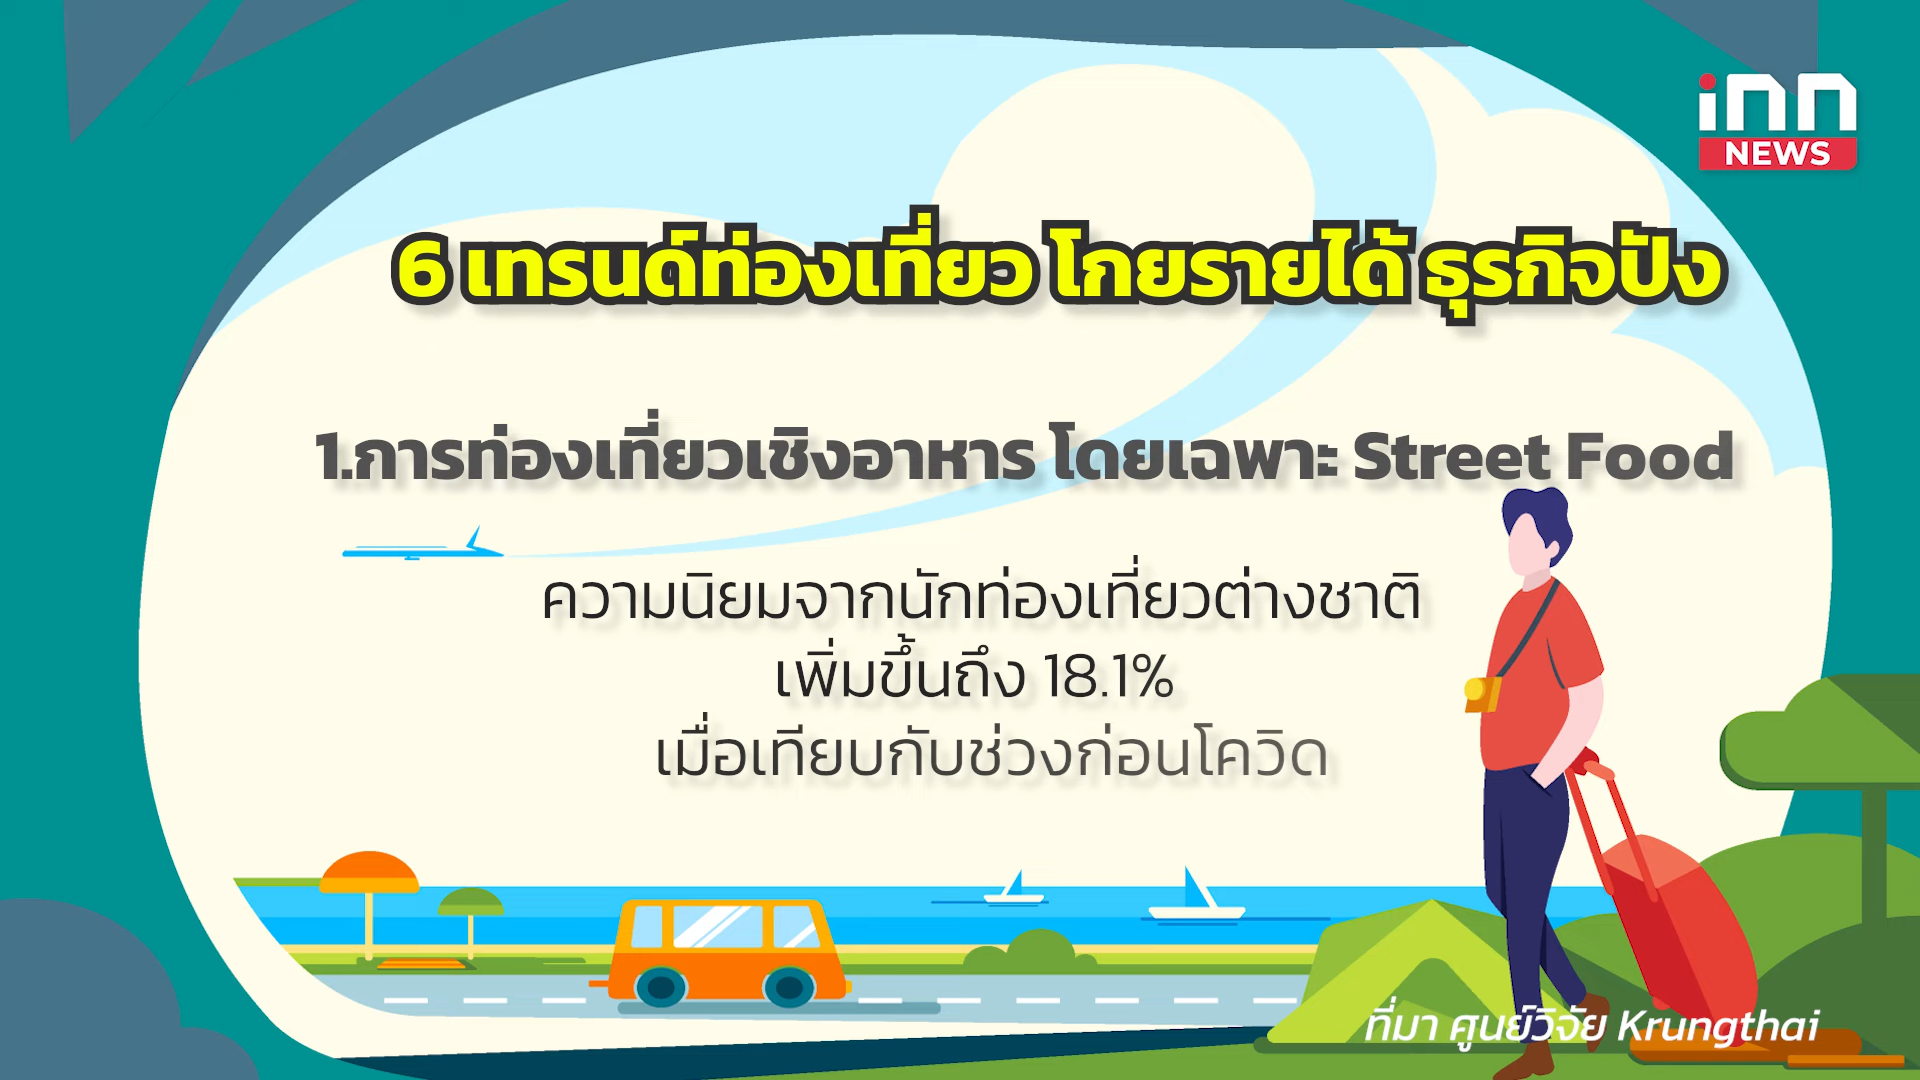 inn
NEWS
6 เทรนด์ท่องเที่ยว โกยรายได้ ธุรกิจปัง
1.การท่องเที่ยวเชิงอาหาร โดยเฉพาะ Street Food
ความนิยมจากนักท่องเที่ยวต่างชาติ
เพิ่มขึ้นถึง 18.1%
เมื่อเทียบกับช่วงก่อนโควิด
ที่มา ศูนย์วิจัย Krungthai